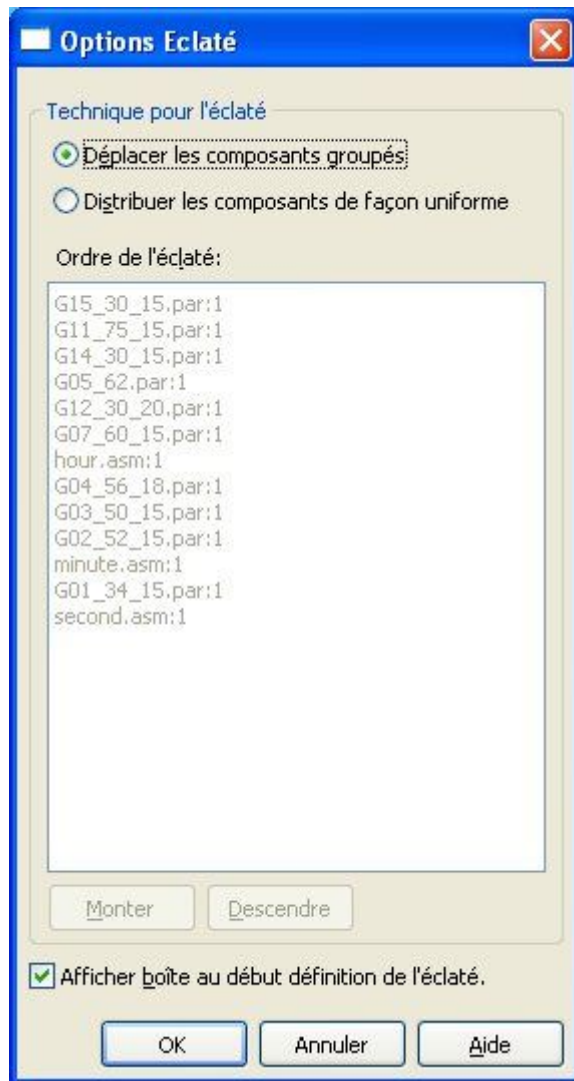 Options Eclaté
Technique pour l'éclaté
Déplacer les composants groupés
Distribuer les composants de façon uniforme
Ordre de l'éclaté:
G15_30_15.par:1
G11_75_15.par:1
G14_30_15.par:1
G05_62.par:1
G12_30_20.par:1
G07_60_15.par:1
hour.asm:1
G04_56_18.par:1
G03_50_15.par:1
G02_52_15.par:1
minute.asm:1
G01_34_15.par:1
second.asm:1
Monter Descendre
Afficher boîte au début définition de l'éclaté.
OK Annuler Aide